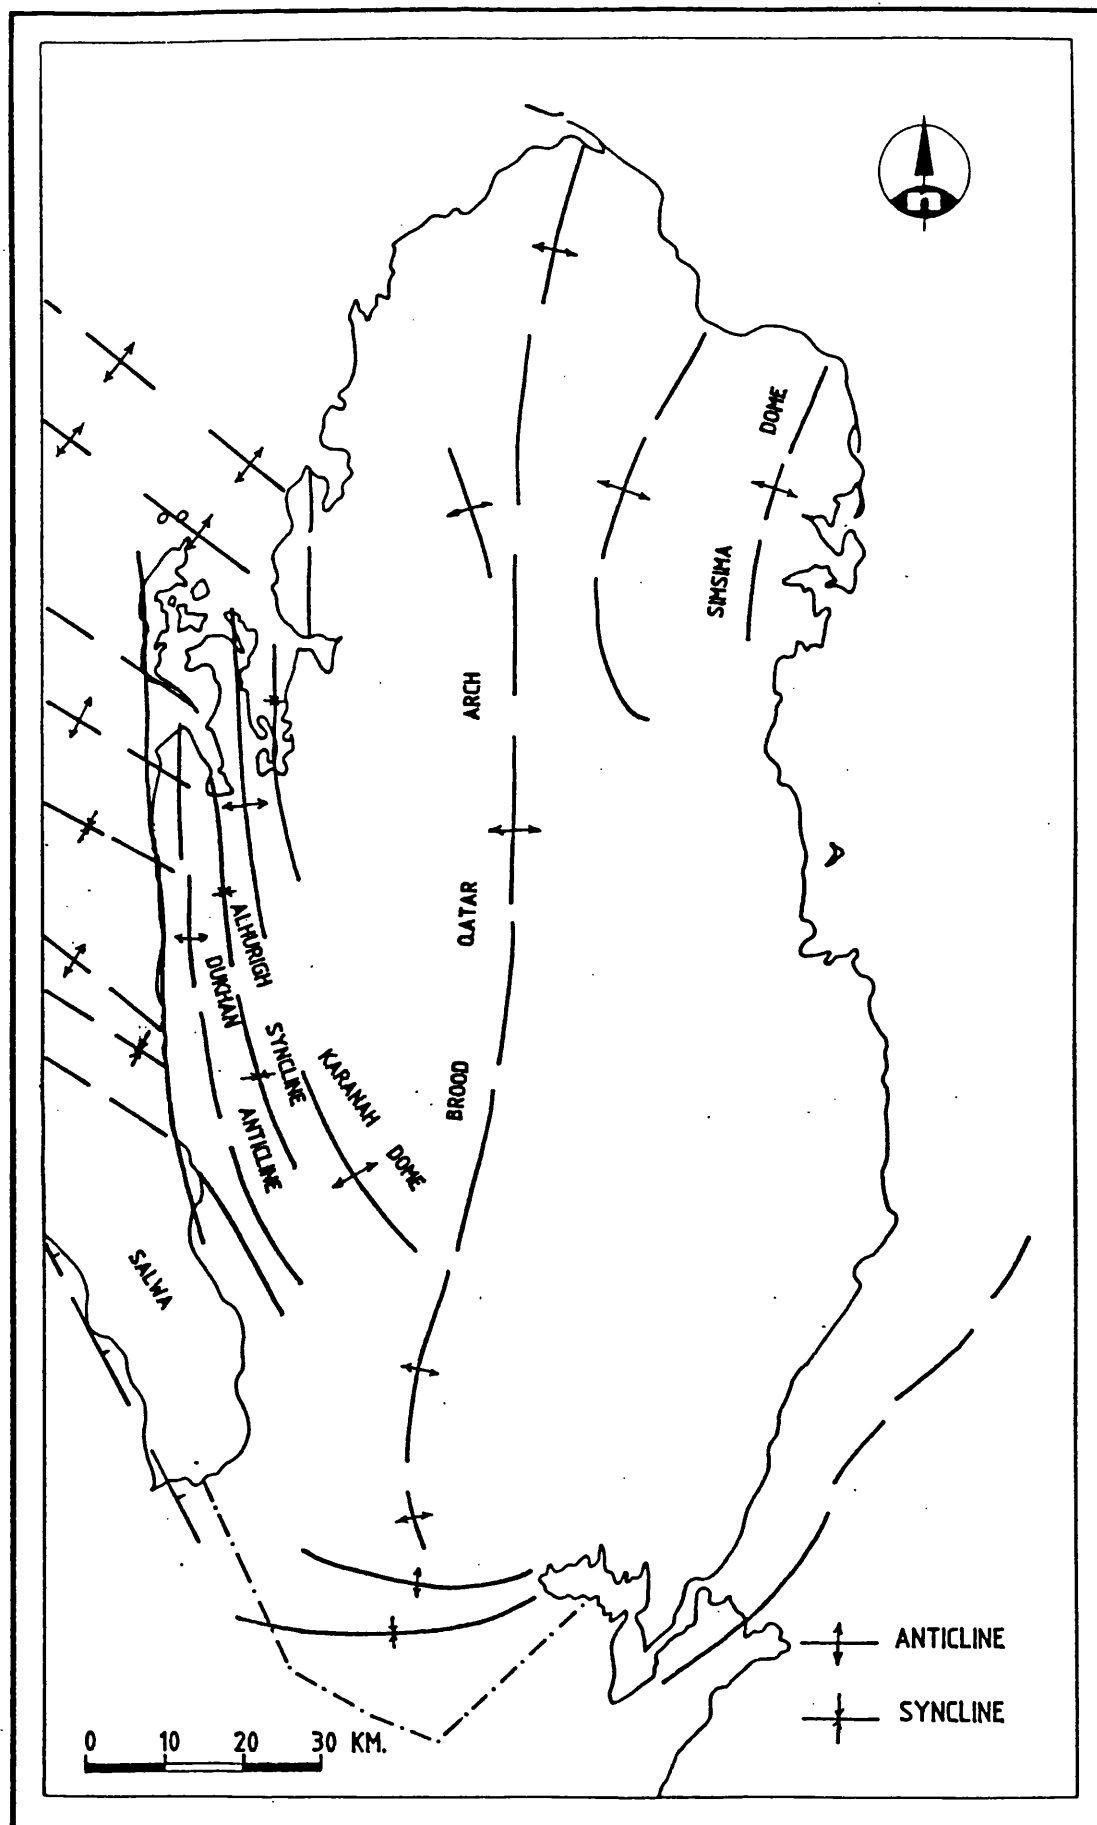 n
DOME
SIMSIMA
ARCH
QATAR
BROOD
ALHURIGH
SYNCLINE
DUKHAN
ANTICLINE
KARANAH
DOME
SALWA
ANTICLINE
SYNCLINE
0 10 20 30 KM.